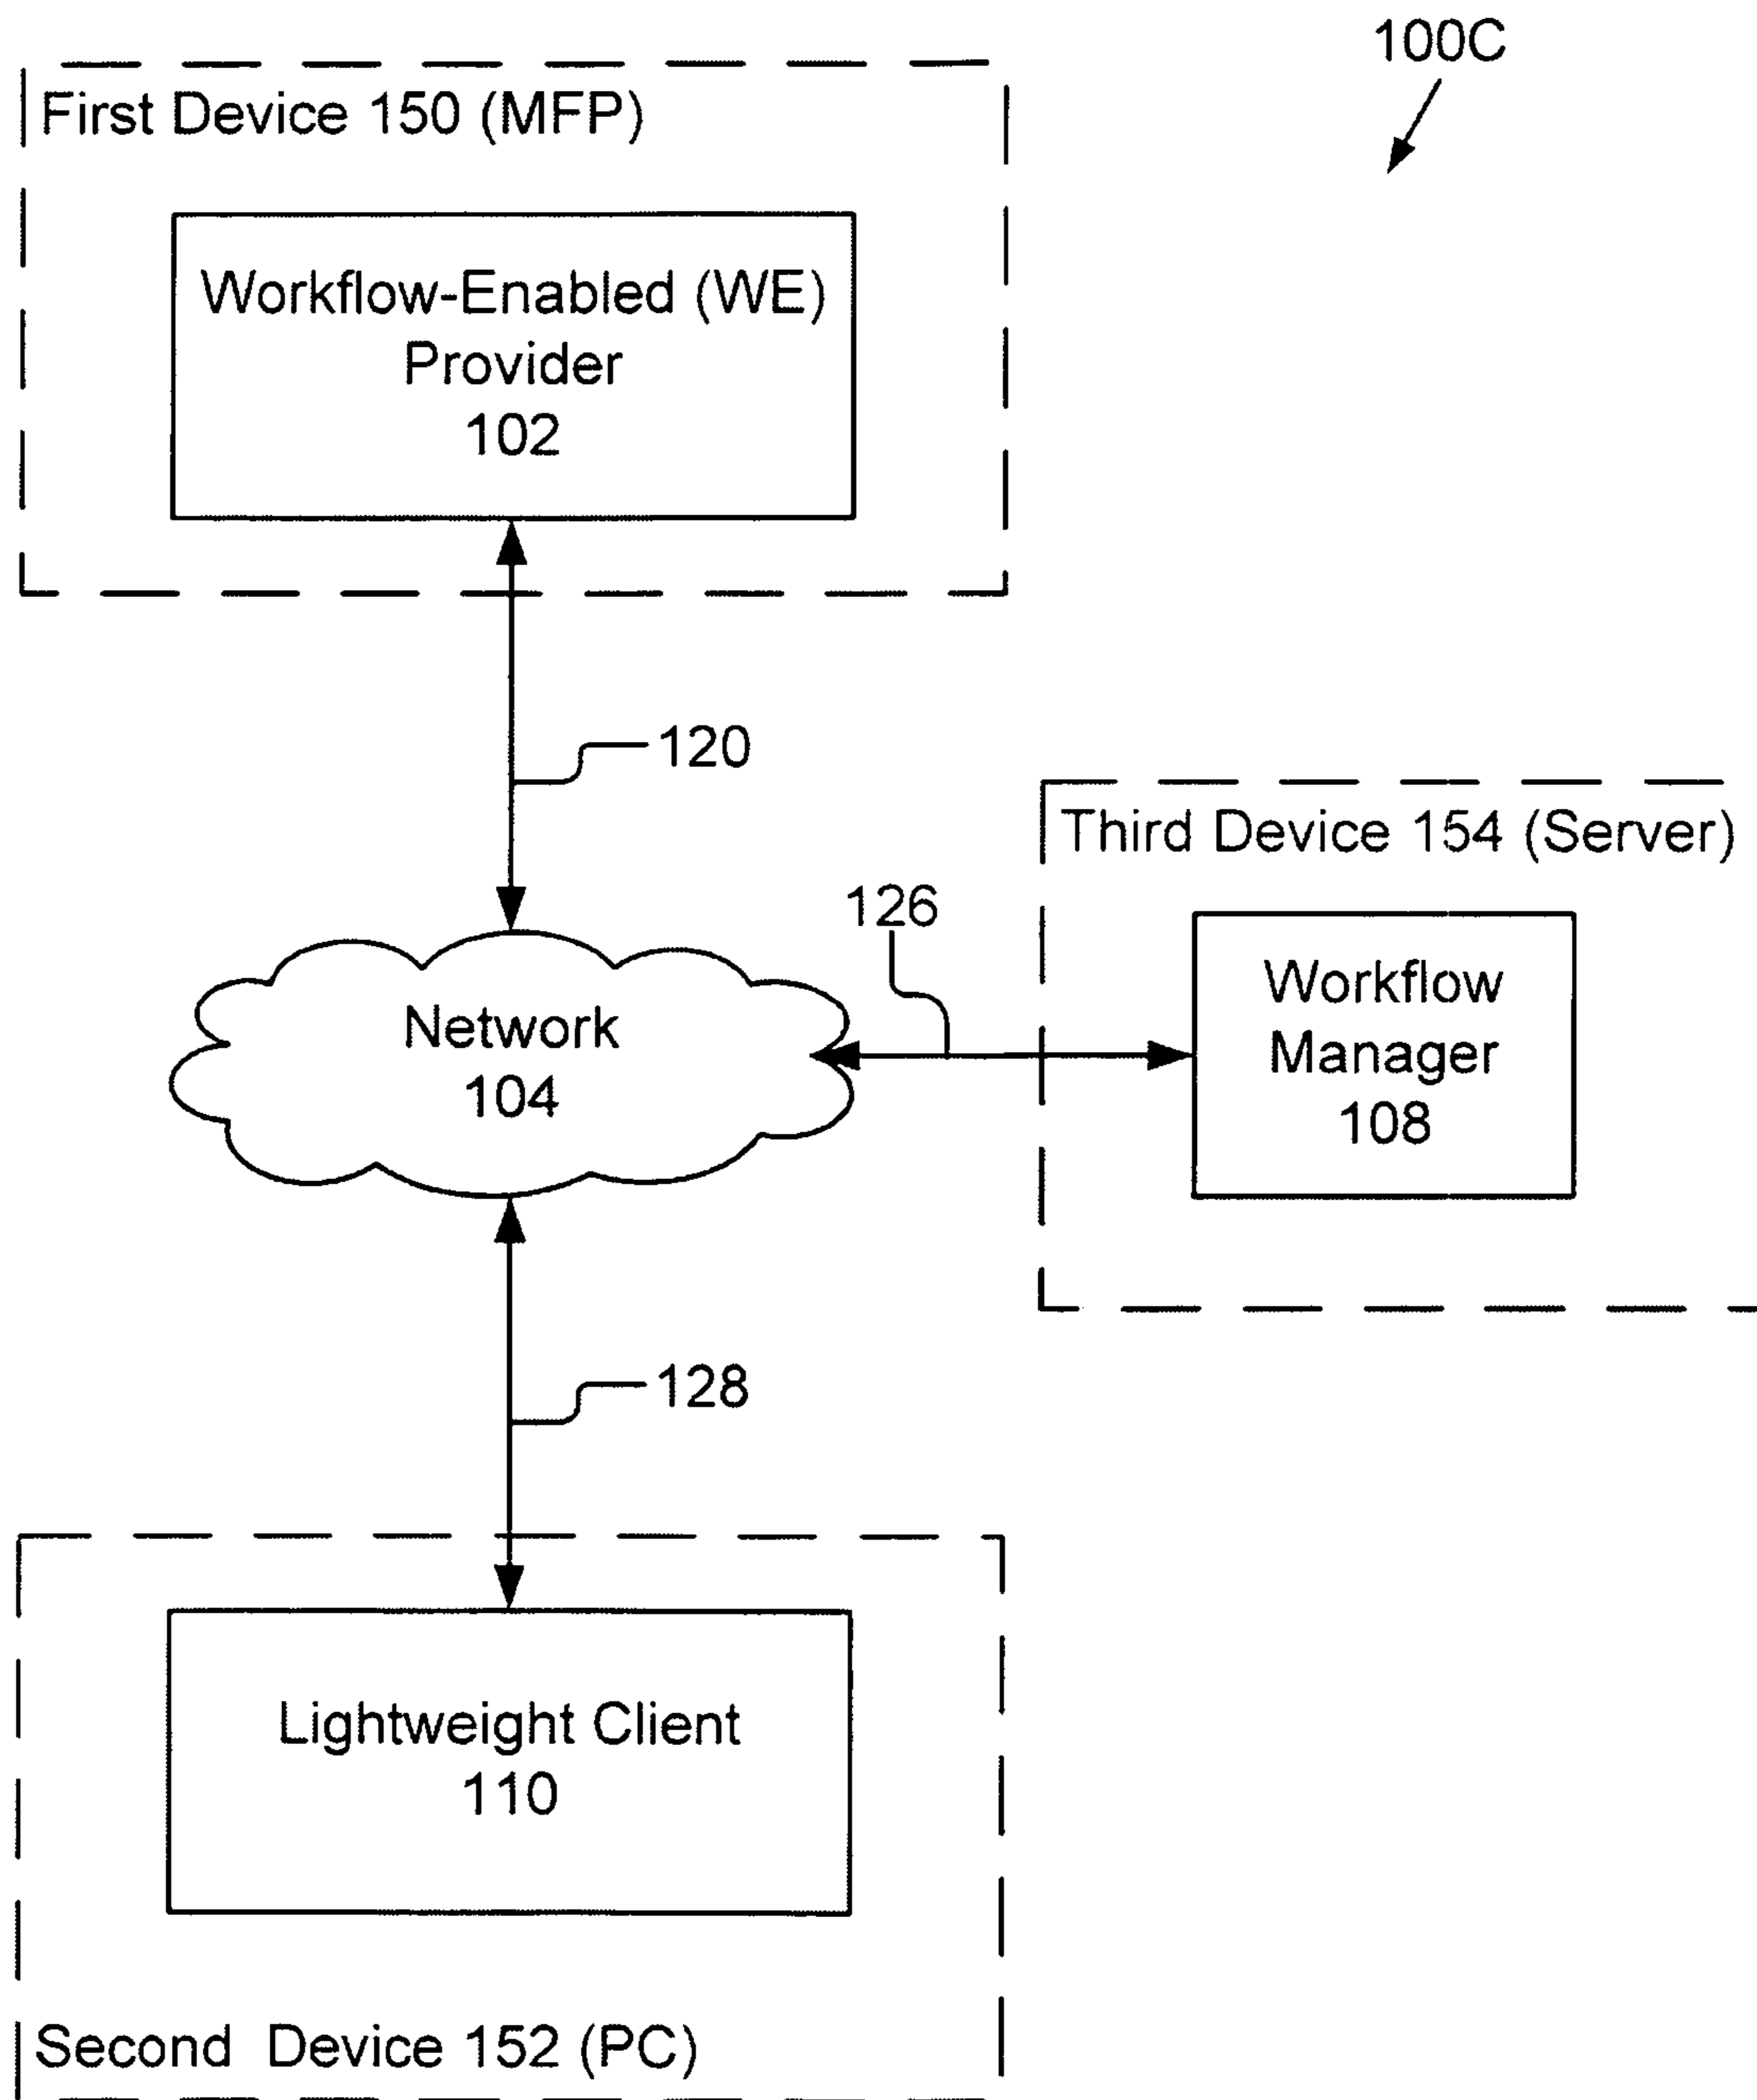 100C
First Device 150 (MFP)
Workflow-Enabled (WE)
Provider
102
120
Third Device 154 (Server)
126
Workflow
Manager
108
Network
104
128
Lightweight Client
110
Second Device 152 (PC)